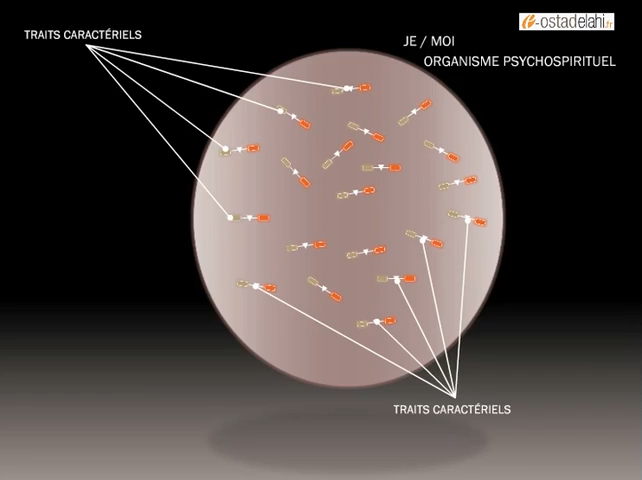 e-ostadelahi.fr
TRAITS CARACTÉRIELS
JE / MOI
ORGANISME PSYCHOSPIRITUEL
TRAITS CARACTÉRIELS